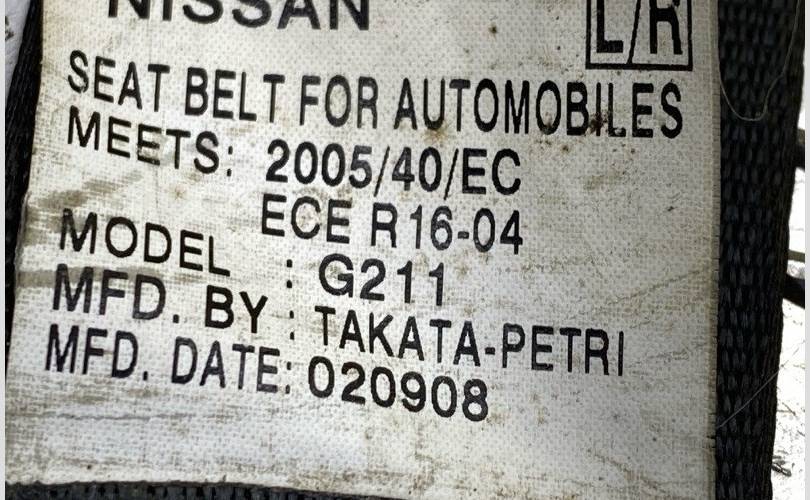 NISSAN
L/R
SEAT BELT FOR AUTOMOBILES
MEETS: 2005/40/EC
ECE R16-04
MODEL : G211
MFD. BY : TAKATA-PETRI
MFD. DATE: 020908